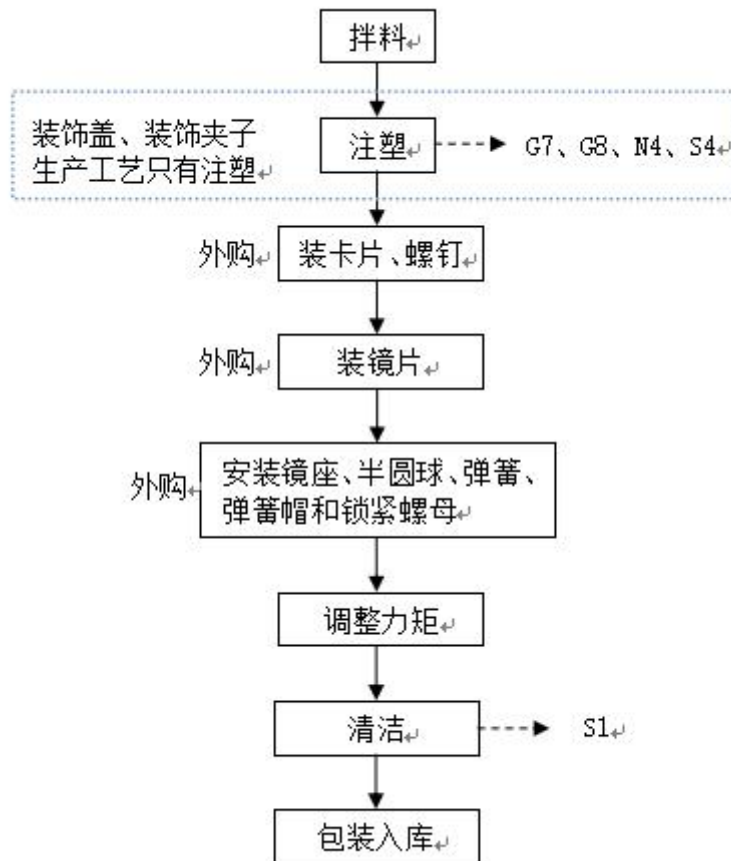 拌料
装饰盖、装饰夹子
生产工艺只有注塑
注塑
G7、G8、N4、S4
外购
装卡片、螺钉
外购
装镜片
外购
安装镜座、半圆球、弹簧、
弹簧帽和锁紧螺母
调整力矩
清洁
S1
包装入库